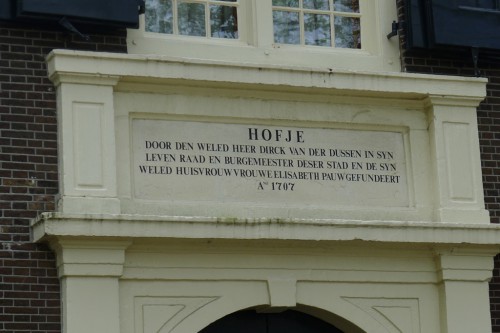 HOFJE
DOOR DEN WELED HEER DIRCK VAN DER DUSSEN IN SYN
LEVEN RAAD EN BURGEMEESTER DESER STAD EN DE SYN
WELED HUISVROUW VROUWE ELISABETH PAUW GEFUNDEERT
Aº 1707